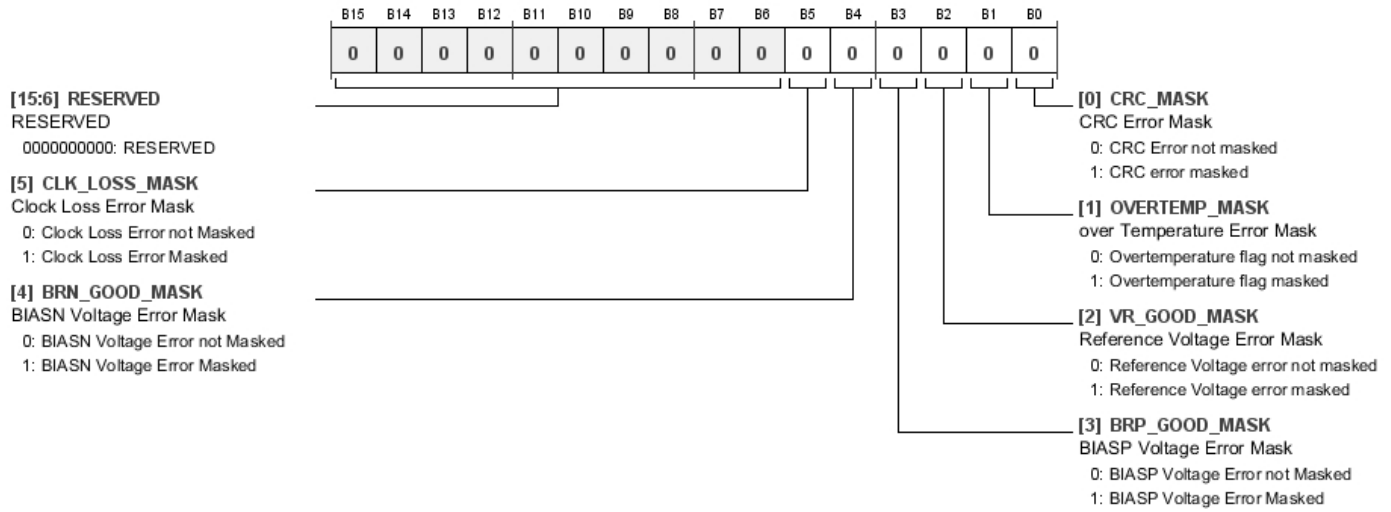 B15 B14 B13 B12 B11 B10 B9 B8 B7 B6 B5 B4 B3 B2 B1 B0
0 0 0 0 0 0 0 0 0 0 0 0 0 0 0 0
[15:6] RESERVED
RESERVED
0000000000: RESERVED
[5] CLK_LOSS_MASK
Clock Loss Error Mask
0: Clock Loss Error not Masked
1: Clock Loss Error Masked
[4] BRN_GOOD_MASK
BIASN Voltage Error Mask
0: BIASN Voltage Error not Masked
1: BIASN Voltage Error Masked
[0] CRC_MASK
CRC Error Mask
0: CRC Error not masked
1: CRC error masked
[1] OVERTEMP_MASK
over Temperature Error Mask
0: Overtemperature flag not masked
1: Overtemperature flag masked
[2] VR_GOOD_MASK
Reference Voltage Error Mask
0: Reference Voltage error not masked
1: Reference Voltage error masked
[3] BRP_GOOD_MASK
BIASP Voltage Error Mask
0: BIASP Voltage Error not Masked
1: BIASP Voltage Error Masked